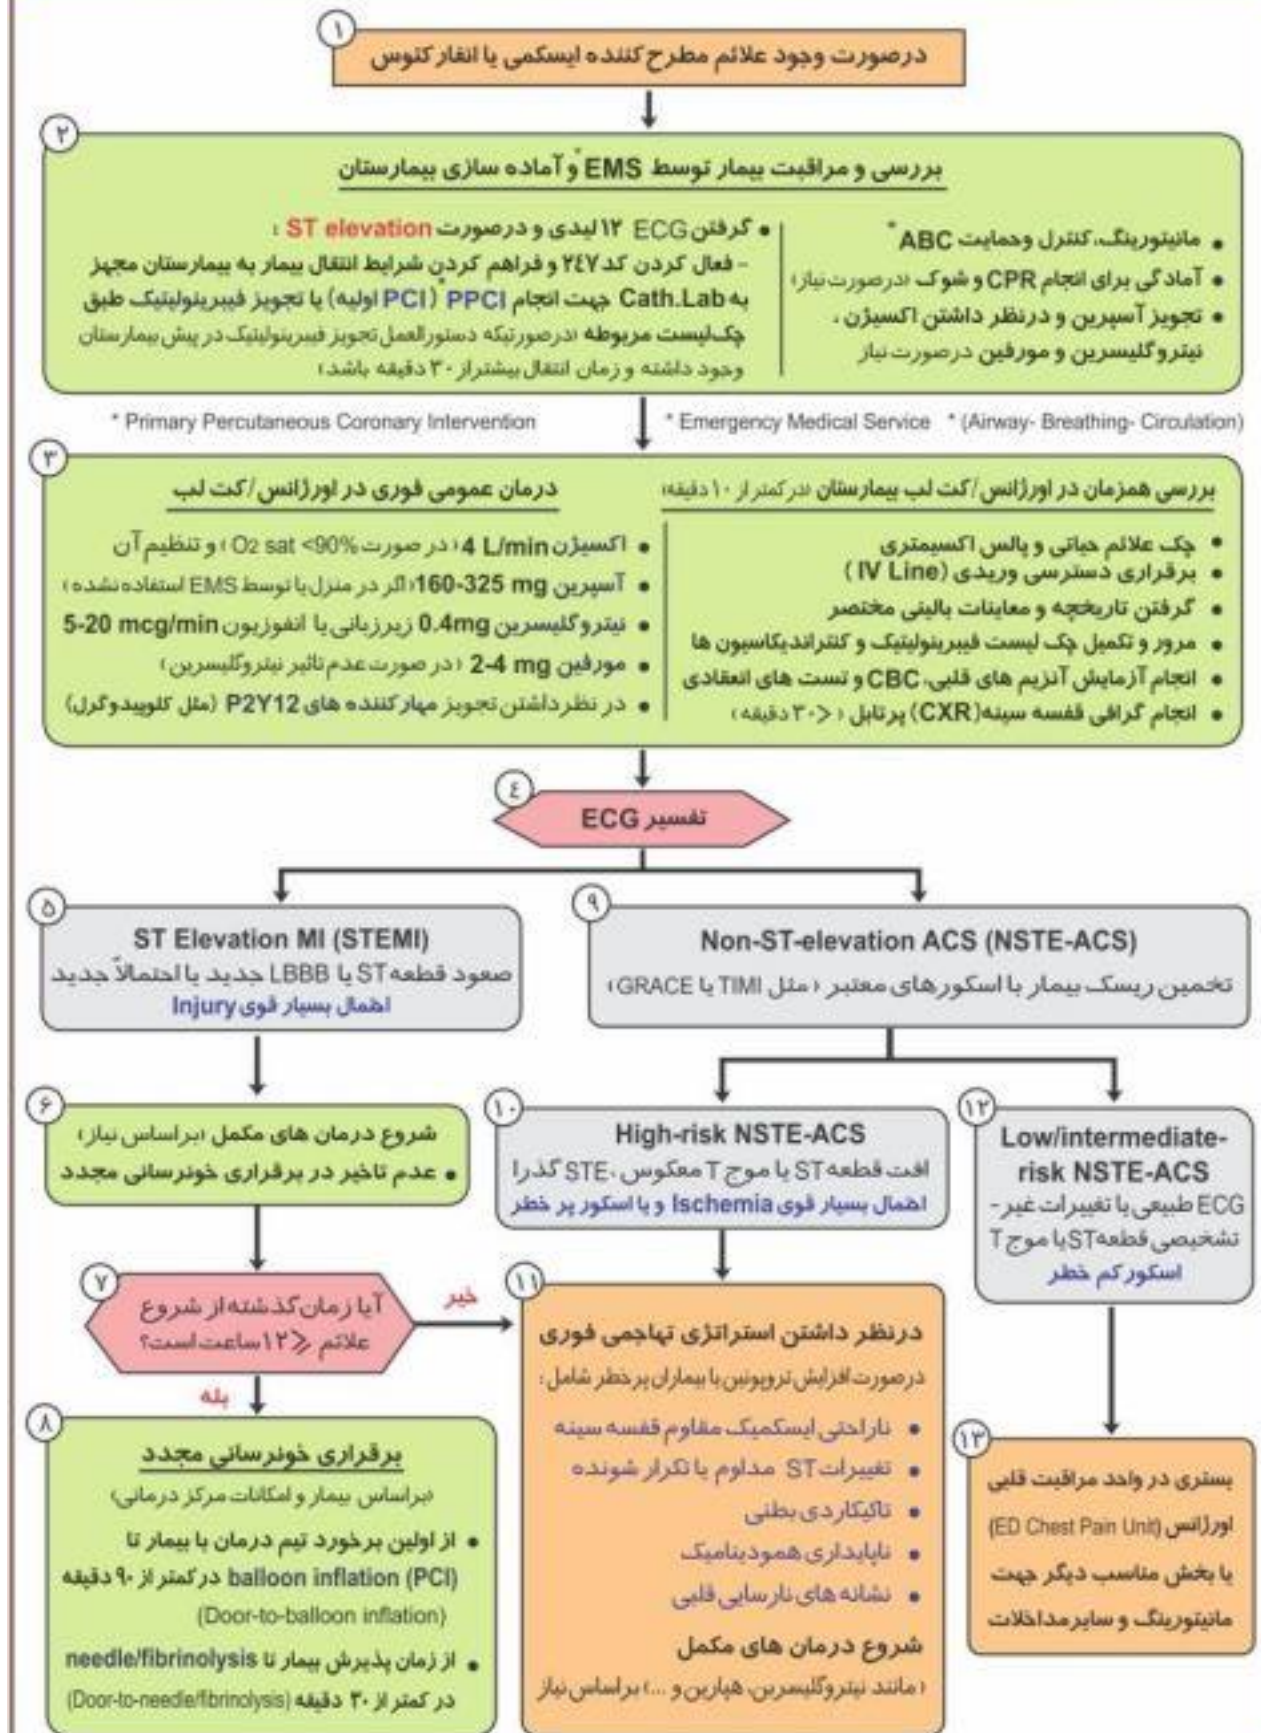 ۱
درصورت وجود علائم مطرح کننده ایسکمی یا انفارکتوس
۲
بررسی و مراقبت بیمار توسط EMS* و آماده سازی بیمارستان
• مانیتورینگ، کنترل وحمایت ABC*
• آمادگی برای انجام CPR و شوک (درصورت نیاز)
• تجویز آسپرین و درنظر داشتن اکسیژن ،
نیتروگلیسرین و مورفین درصورت نیاز
• گرفتن ECG ۱۲ لیدی و درصورت ST elevation :
- فعال کردن کد ۲٤۷ و فراهم کردن شرایط انتقال بیمار به بیمارستان مجهز
به Cath.Lab جهت انجام PPCI* (PCI اولیه) یا تجویز فیبرینولیتیک طبق
چک‌لیست مربوطه (درصورتیکه دستورالعمل تجویز فیبرینولیتیک در پیش بیمارستان
وجود داشته و زمان انتقال بیشتر از ۳۰ دقیقه باشد)
* Primary Percutaneous Coronary Intervention
* Emergency Medical Service * (Airway- Breathing- Circulation)
۳
بررسی همزمان در اورژانس/کت لب بیمارستان (در کمتر از ۱۰ دقیقه)
• چک علائم حیاتی و پالس اکسیمتری
• برقراری دسترسی وریدی (IV Line)
• گرفتن تاریخچه و معاینات بالینی مختصر
• مرور و تکمیل چک لیست فیبرینولیتیک و کنتراندیکاسیون ها
• انجام آزمایش آنزیم های قلبی، CBC و تست های انعقادی
• انجام گرافی قفسه سینه (CXR) پرتابل (<۳۰ دقیقه)
درمان عمومی فوری در اورژانس/کت لب
• اکسیژن 4 L/min (در صورت O2 sat <90%) و تنظیم آن
• آسپرین 160-325 mg (اگر در منزل یا توسط EMS استفاده نشده)
• نیتروگلیسرین 0.4mg زیرزبانی یا انفوزیون 5-20 mcg/min
• مورفین 2-4 mg (در صورت عدم تاثیر نیتروگلیسرین)
• در نظر داشتن تجویز مهارکننده های P2Y12 (مثل کلوپیدوگرل)
٤
تفسیر ECG
۵
ST Elevation MI (STEMI)
صعود قطعه ST یا LBBB جدید یا احتمالاً جدید
احتمال بسیار قوی Injury
۹
Non-ST-elevation ACS (NSTE-ACS)
تخمین ریسک بیمار با اسکورهای معتبر (مثل TIMI یا GRACE)
۶
شروع درمان های مکمل (براساس نیاز)
• عدم تاخیر در برقراری خونرسانی مجدد
۱۰
High-risk NSTE-ACS
افت قطعه ST یا موج T معکوس ، STE گذرا
احتمال بسیار قوی Ischemia و یا اسکور پر خطر
۱۲
Low/intermediate-
risk NSTE-ACS
ECG طبیعی یا تغییرات غیر-
تشخیصی قطعه ST یا موج T
اسکور کم خطر
۷
آیا زمان گذشته از شروع
علائم ⩽۱۲ ساعت است؟
خیر
بله
۸
برقراری خونرسانی مجدد
(براساس بیمار و امکانات مرکز درمانی)
• از اولین برخورد تیم درمان با بیمار تا
balloon inflation (PCI) در کمتر از ۹۰ دقیقه
(Door-to-balloon inflation)
• از زمان پذیرش بیمار تا needle/fibrinolysis
در کمتر از ۳۰ دقیقه (Door-to-needle/fibrinolysis)
۱۱
درنظر داشتن استراتژی تهاجمی فوری
درصورت افزایش تروپونین یا بیماران پرخطر شامل :
• ناراحتی ایسکمیک مقاوم قفسه سینه
• تغییرات ST مداوم یا تکرار شونده
• تاکیکاردی بطنی
• ناپایداری همودینامیک
• نشانه های نارسایی قلبی
شروع درمان های مکمل
(مانند نیتروگلیسرین، هپارین و ...) براساس نیاز
۱۳
بستری در واحد مراقبت قلبی
اورژانس (ED Chest Pain Unit)
یا بخش مناسب دیگر جهت
مانیتورینگ و سایر مداخلات